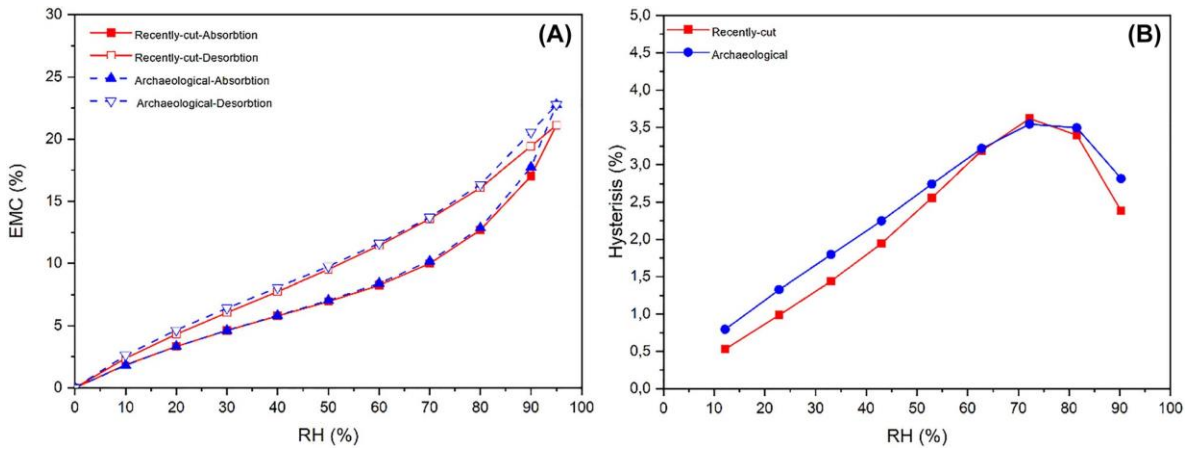 (A)
Recently-cut-Absorbtion
Recently-cut-Desorbtion
Archaeological-Absorbtion
Archaeological-Desorbtion
EMC (%)
30
25
20
15
10
5
0
0 10 20 30 40 50 60 70 80 90 100
RH (%)
(B)
Recently-cut
Archaeological
Hysterisis (%)
5,0
4,5
4,0
3,5
3,0
2,5
2,0
1,5
1,0
0,5
0,0
0 10 20 30 40 50 60 70 80 90 100
RH (%)